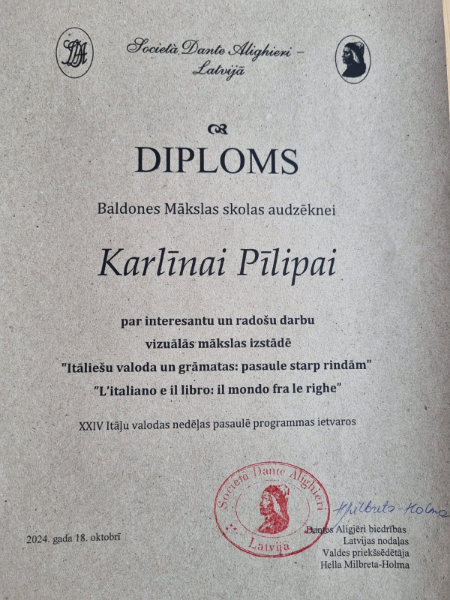 Società Dante Alighieri –
Latvijā
DIPLOMS
Baldones Mākslas skolas audzēknei
Karlīnai Pīlipai
par interesantu un radošu darbu
vizuālās mākslas izstādē
"Itāliešu valoda un grāmatas: pasaule starp rindām"
"L'italiano e il libro: il mondo fra le righe"
XXIV Itāļu valodas nedēļas pasaulē programmas ietvaros
Società Dante Alighieri
Latvija
HMilbreta-Holma
2024. gada 18. oktobrī
Dantes Aligjēri biedrības
Latvijas nodaļas
Valdes priekšsēdētāja
Hella Milbreta-Holma